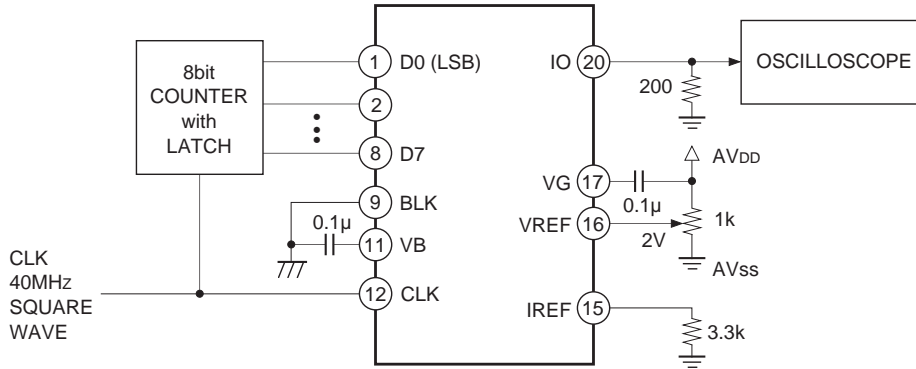 8bit
COUNTER
with
LATCH
CLK
40MHz
SQUARE
WAVE
1 D0 (LSB)
2
8 D7
9 BLK
0.1µ
11 VB
12 CLK
IO 20
200
OSCILLOSCOPE
AVDD
VG 17
0.1µ
1k
VREF 16
2V
AVss
IREF 15
3.3k